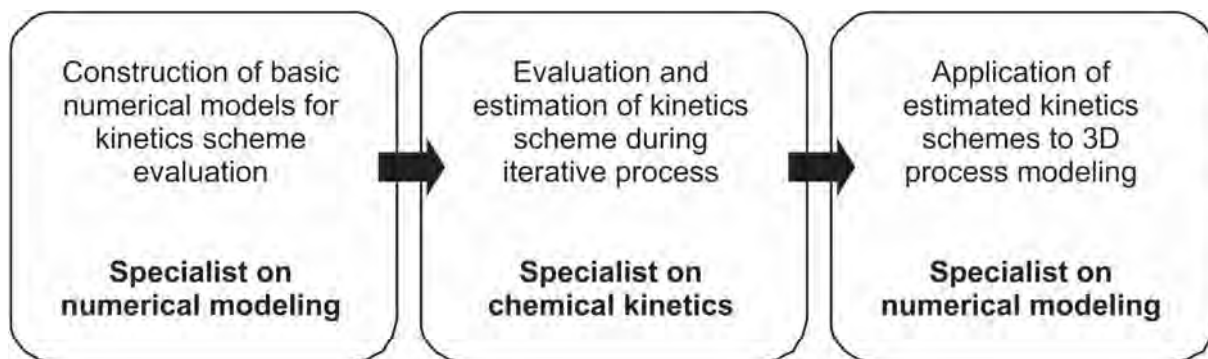 Construction of basic
numerical models for
kinetics scheme
evaluation
Specialist on
numerical modeling
Evaluation and
estimation of kinetics
scheme during
iterative process
Specialist on
chemical kinetics
Application of
estimated kinetics
schemes to 3D
process modeling
Specialist on
numerical modeling